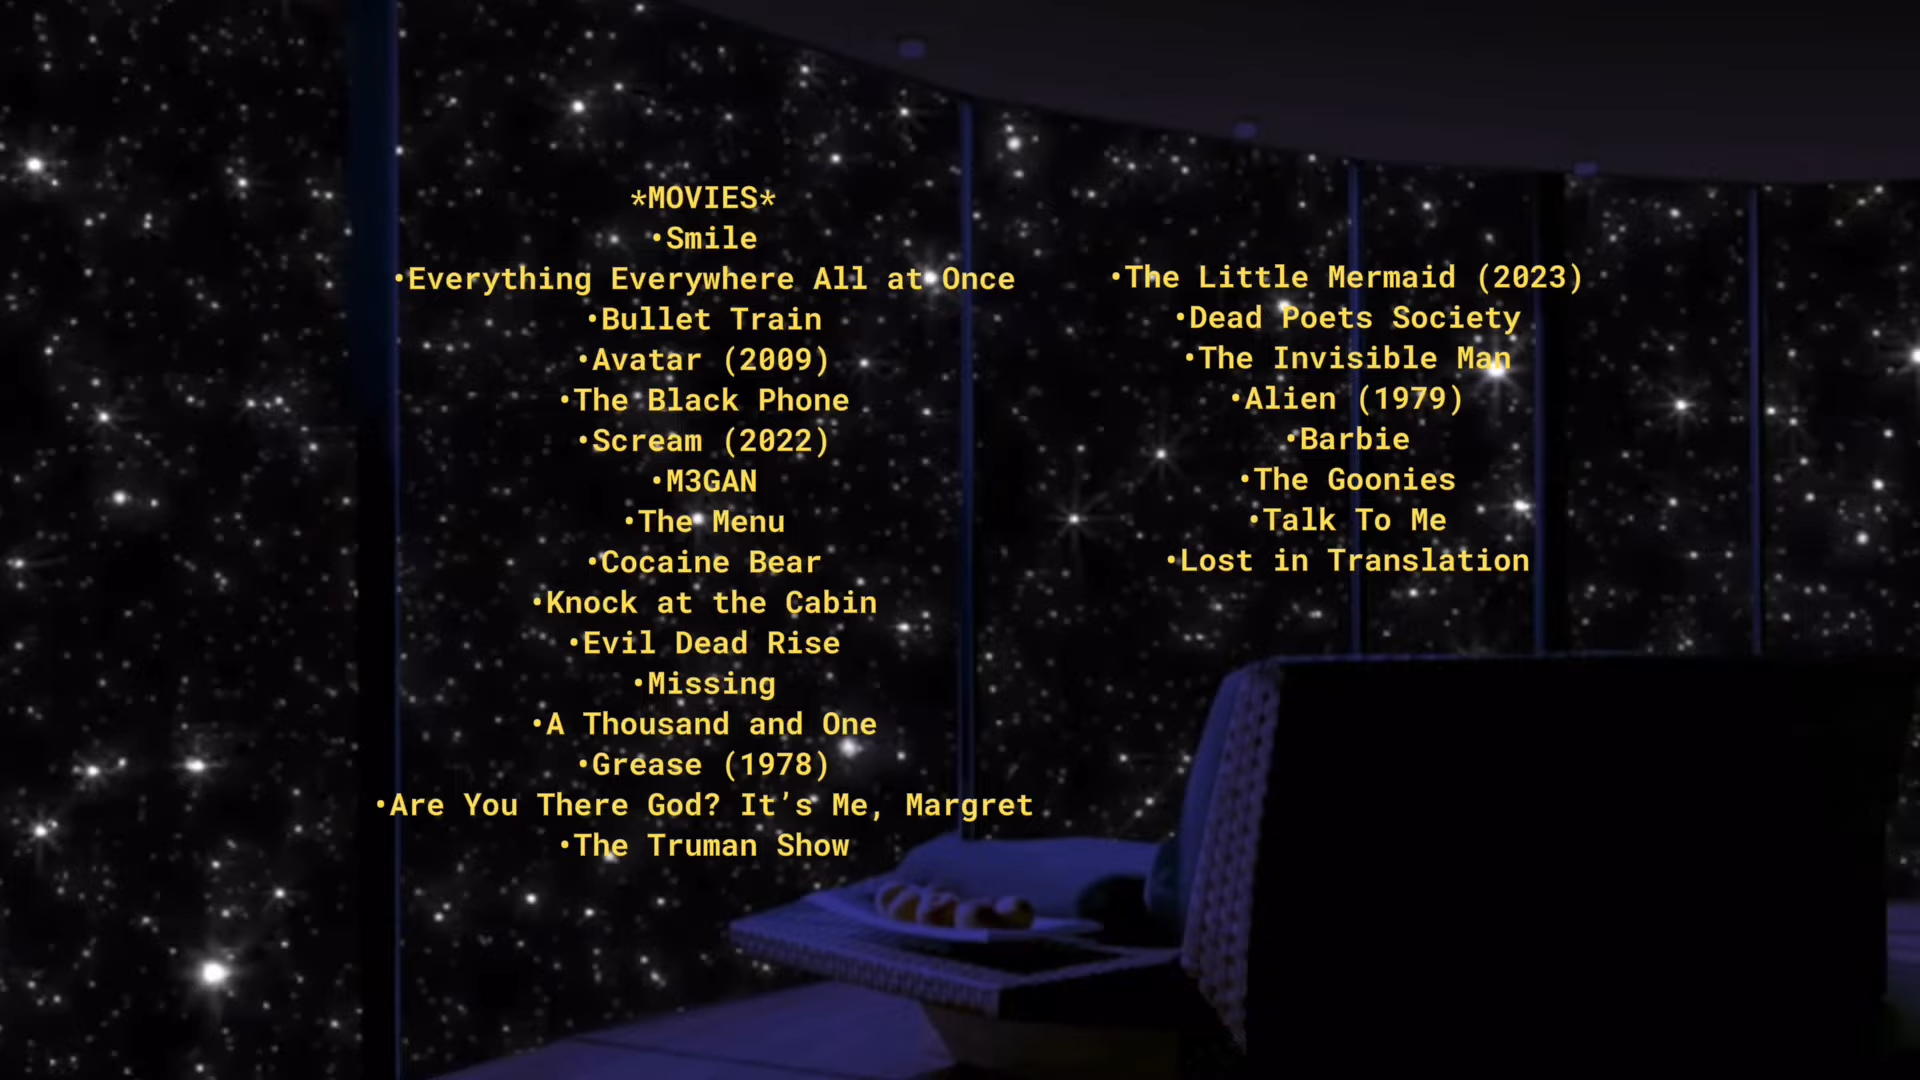 *MOVIES*
•Smile
•Everything Everywhere All at Once
•Bullet Train
•Avatar (2009)
•The Black Phone
•Scream (2022)
•M3GAN
•The Menu
•Cocaine Bear
•Knock at the Cabin
•Evil Dead Rise
•Missing
•A Thousand and One
•Grease (1978)
•Are You There God? It’s Me, Margret
•The Truman Show
•The Little Mermaid (2023)
•Dead Poets Society
•The Invisible Man
•Alien (1979)
•Barbie
•The Goonies
•Talk To Me
•Lost in Translation